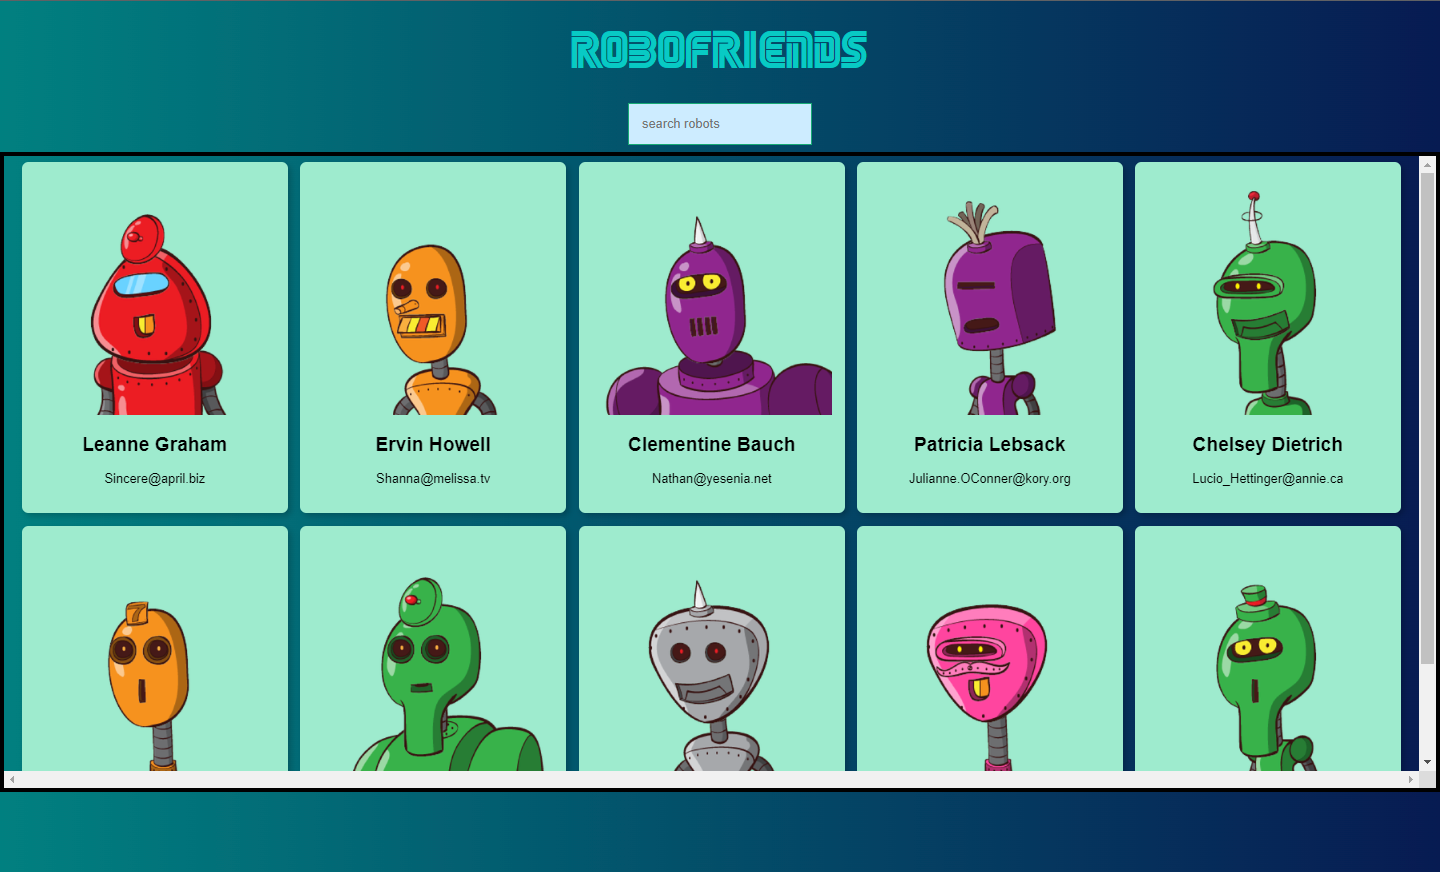 ROBOFRIENDS
search robots
Leanne Graham
Sincere@april.biz
Ervin Howell
Shanna@melissa.tv
Clementine Bauch
Nathan@yesenia.net
Patricia Lebsack
Julianne.OConner@kory.org
Chelsey Dietrich
Lucio_Hettinger@annie.ca
7